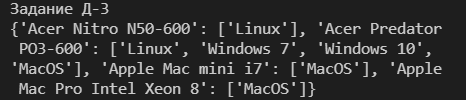 Задание Д-3
{'Acer Nitro N50-600': ['Linux'], 'Acer Predator
PO3-600': ['Linux', 'Windows 7', 'Windows 10',
'MacOS'], 'Apple Mac mini i7': ['MacOS'], 'Apple
Mac Pro Intel Xeon 8': ['MacOS']}